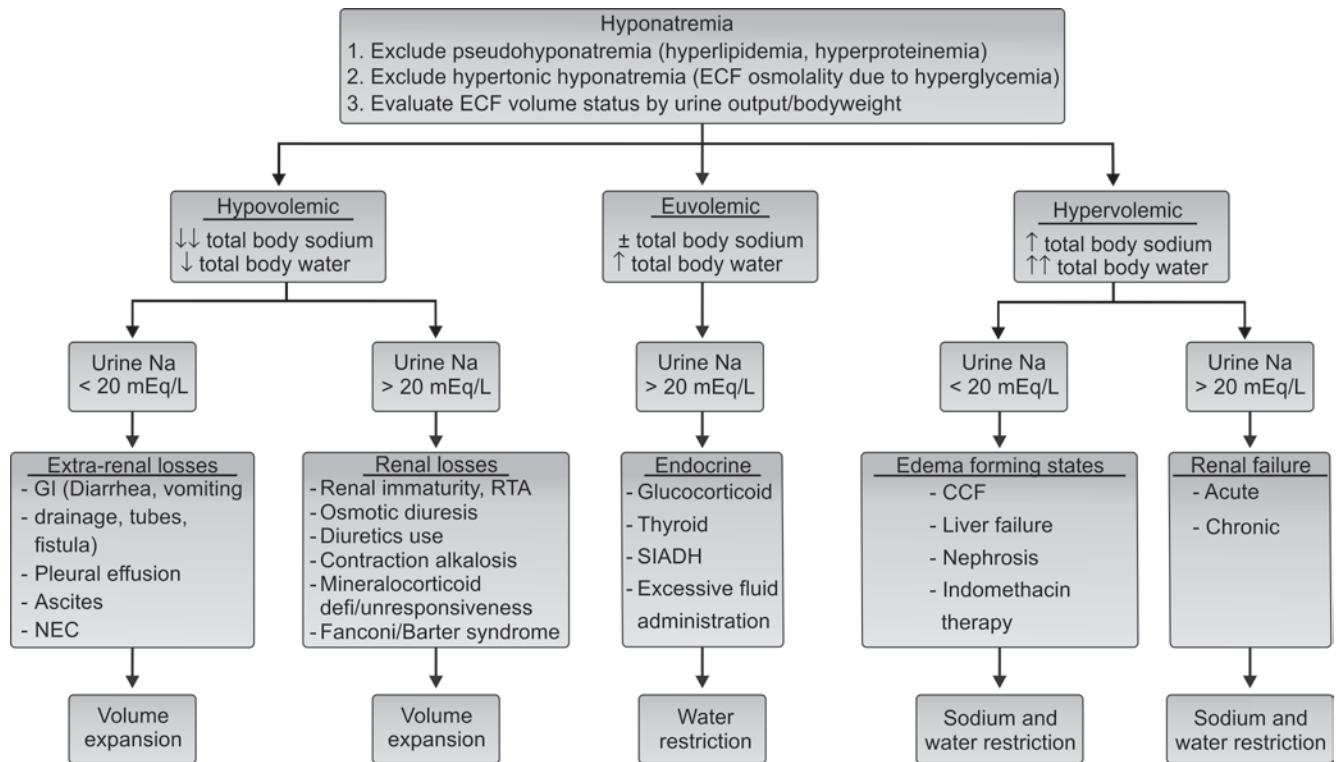 Hyponatremia
1. Exclude pseudohyponatremia (hyperlipidemia, hyperproteinemia)
2. Exclude hypertonic hyponatremia (ECF osmolality due to hyperglycemia)
3. Evaluate ECF volume status by urine output/bodyweight
Hypovolemic
↓↓ total body sodium
↓ total body water
Euvolemic
± total body sodium
↑ total body water
Hypervolemic
↑ total body sodium
↑↑ total body water
Urine Na
< 20 mEq/L
Urine Na
> 20 mEq/L
Urine Na
> 20 mEq/L
Urine Na
< 20 mEq/L
Urine Na
> 20 mEq/L
Extra-renal losses
- GI (Diarrhea, vomiting
- drainage, tubes,
fistula)
- Pleural effusion
- Ascites
- NEC
Renal losses
- Renal immaturity, RTA
- Osmotic diuresis
- Diuretics use
- Contraction alkalosis
- Mineralocorticoid
defi/unresponsiveness
- Fanconi/Barter syndrome
Endocrine
- Glucocorticoid
- Thyroid
- SIADH
- Excessive fluid
administration
Edema forming states
- CCF
- Liver failure
- Nephrosis
- Indomethacin
therapy
Renal failure
- Acute
- Chronic
Volume
expansion
Volume
expansion
Water
restriction
Sodium and
water restriction
Sodium and
water restriction